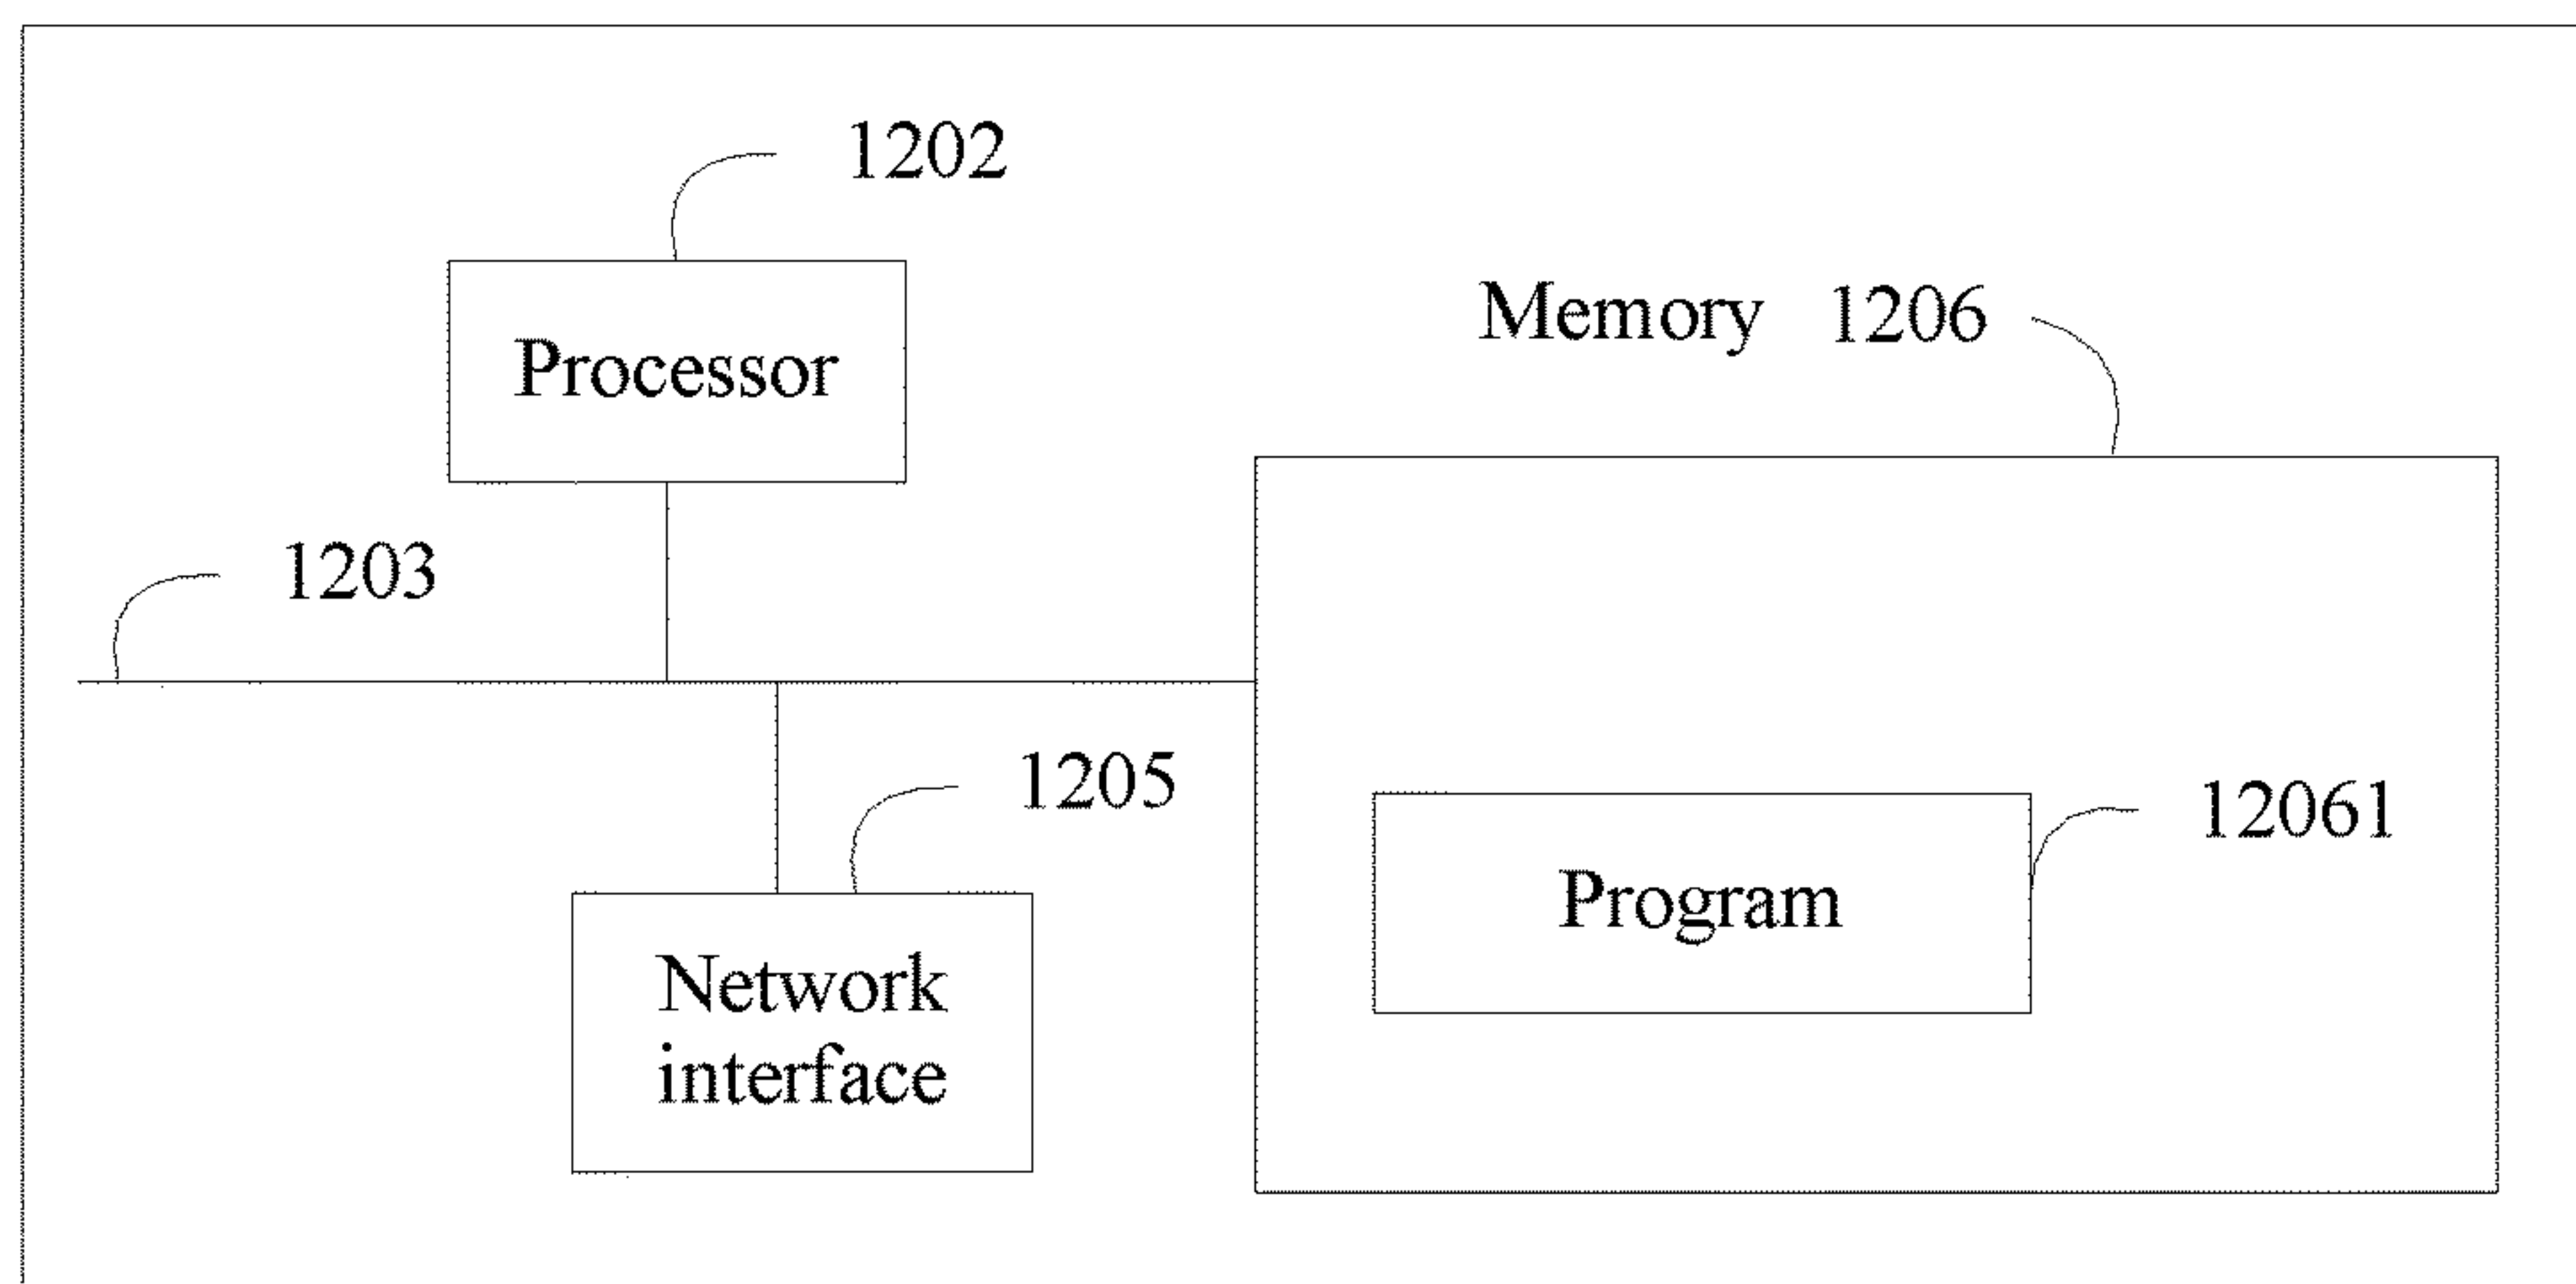 1202
Processor
Memory 1206
1203
1205
12061
Program
Network
interface